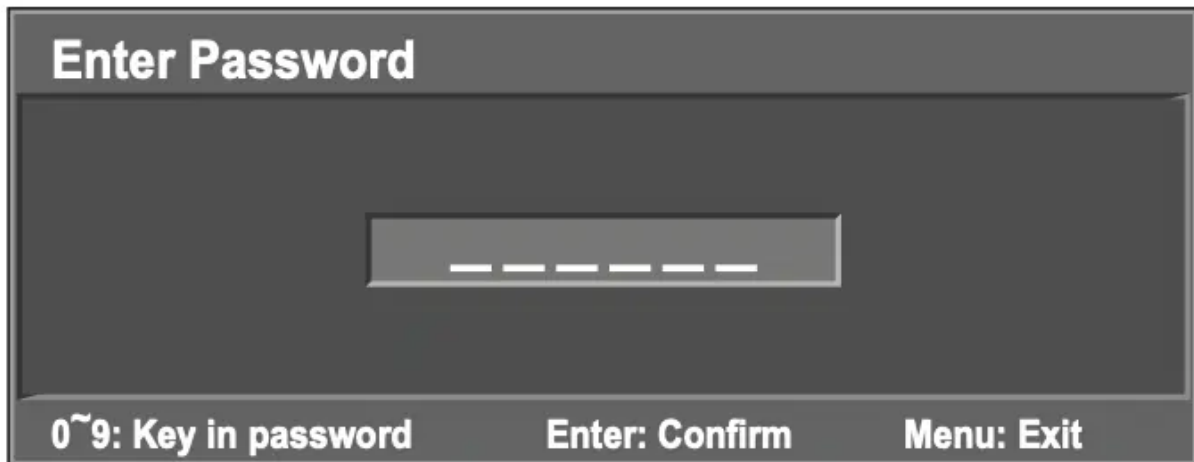 Enter Password
_ _ _ _ _ _
0~9: Key in password Enter: Confirm Menu: Exit